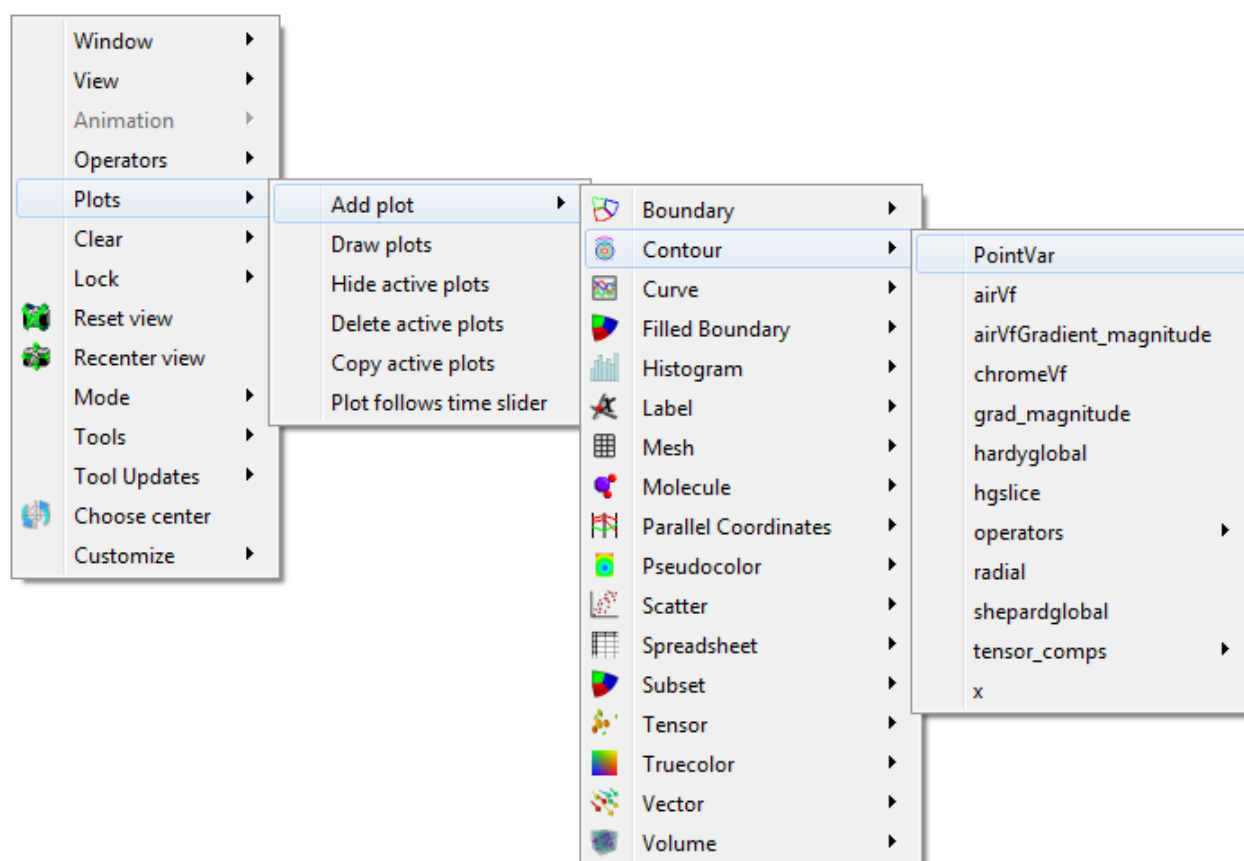 Window
View
Animation
Operators
Plots
Clear
Lock
Reset view
Recenter view
Mode
Tools
Tool Updates
Choose center
Customize
Add plot
Draw plots
Hide active plots
Delete active plots
Copy active plots
Plot follows time slider
Boundary
Contour
Curve
Filled Boundary
Histogram
Label
Mesh
Molecule
Parallel Coordinates
Pseudocolor
Scatter
Spreadsheet
Subset
Tensor
Truecolor
Vector
Volume
PointVar
airVf
airVfGradient_magnitude
chromeVf
grad_magnitude
hardyglobal
hgslice
operators
radial
shepardglobal
tensor_comps
x